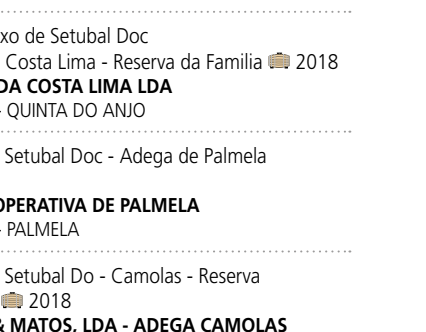 xo de Setubal Doc
Costa Lima - Reserva da Familia 2018
DA COSTA LIMA LDA
- QUINTA DO ANJO
Setubal Doc - Adega de Palmela
OPERATIVA DE PALMELA
- PALMELA
Setubal Do - Camolas - Reserva
2018
& MATOS, LDA - ADEGA CAMOLAS